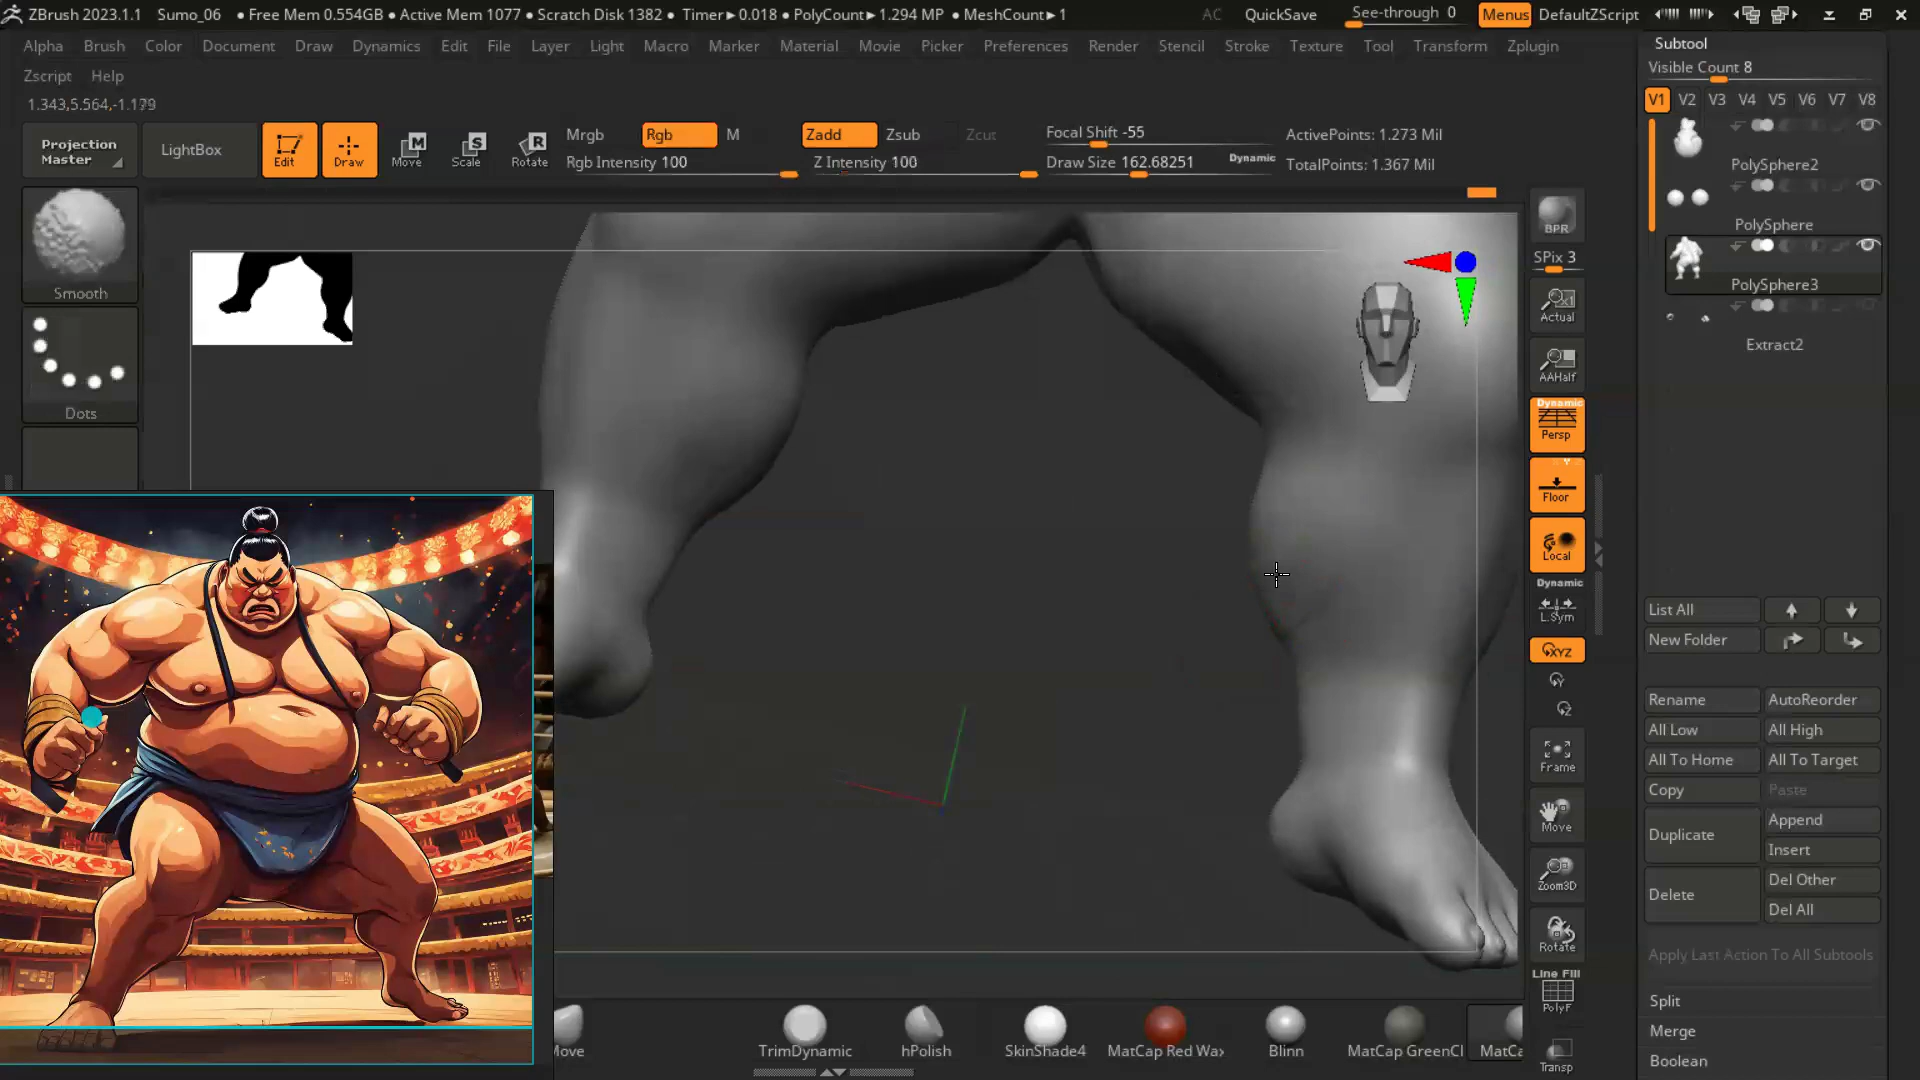 ZBrush 2023.1.1 Sumo_06 • Free Mem 0.554GB • Active Mem 1077 • Scratch Disk 1382 • Timer▸0.018 • PolyCount▸1.294 MP • MeshCount▸1 AC QuickSave See-through 0 Menus DefaultZScript
Alpha Brush Color Document Draw Dynamics Edit File Layer Light Macro Marker Material Movie Picker Preferences Render Stencil Stroke Texture Tool Transform Zplugin
Zscript Help
1.343,5.564,-1.179
Projection
Master
LightBox
Edit
Draw
Move
Scale
Rotate
Mrgb Rgb M
Rgb Intensity 100
Zadd Zsub Zcut
Z Intensity 100
Focal Shift -55
Draw Size 162.68251 Dynamic
ActivePoints: 1.273 Mil
TotalPoints: 1.367 Mil
Smooth
Dots
BPR
SPix 3
Actual
AAHalf
Dynamic
Persp
Floor
Local
Dynamic
L.Sym
XYZ
Frame
Move
Zoom3D
Rotate
Line Fill
PolyF
Transp
Subtool
Visible Count 8
V1 V2 V3 V4 V5 V6 V7 V8
PolySphere2
PolySphere
PolySphere3
Extract2
List All
New Folder
Rename AutoReorder
All Low All High
All To Home All To Target
Copy Paste
Duplicate Append
Insert
Delete Del Other
Del All
Apply Last Action To All Subtools
Split
Merge
Boolean
Move TrimDynamic hPolish SkinShade4 MatCap Red Wax Blinn MatCap GreenCl MatCa